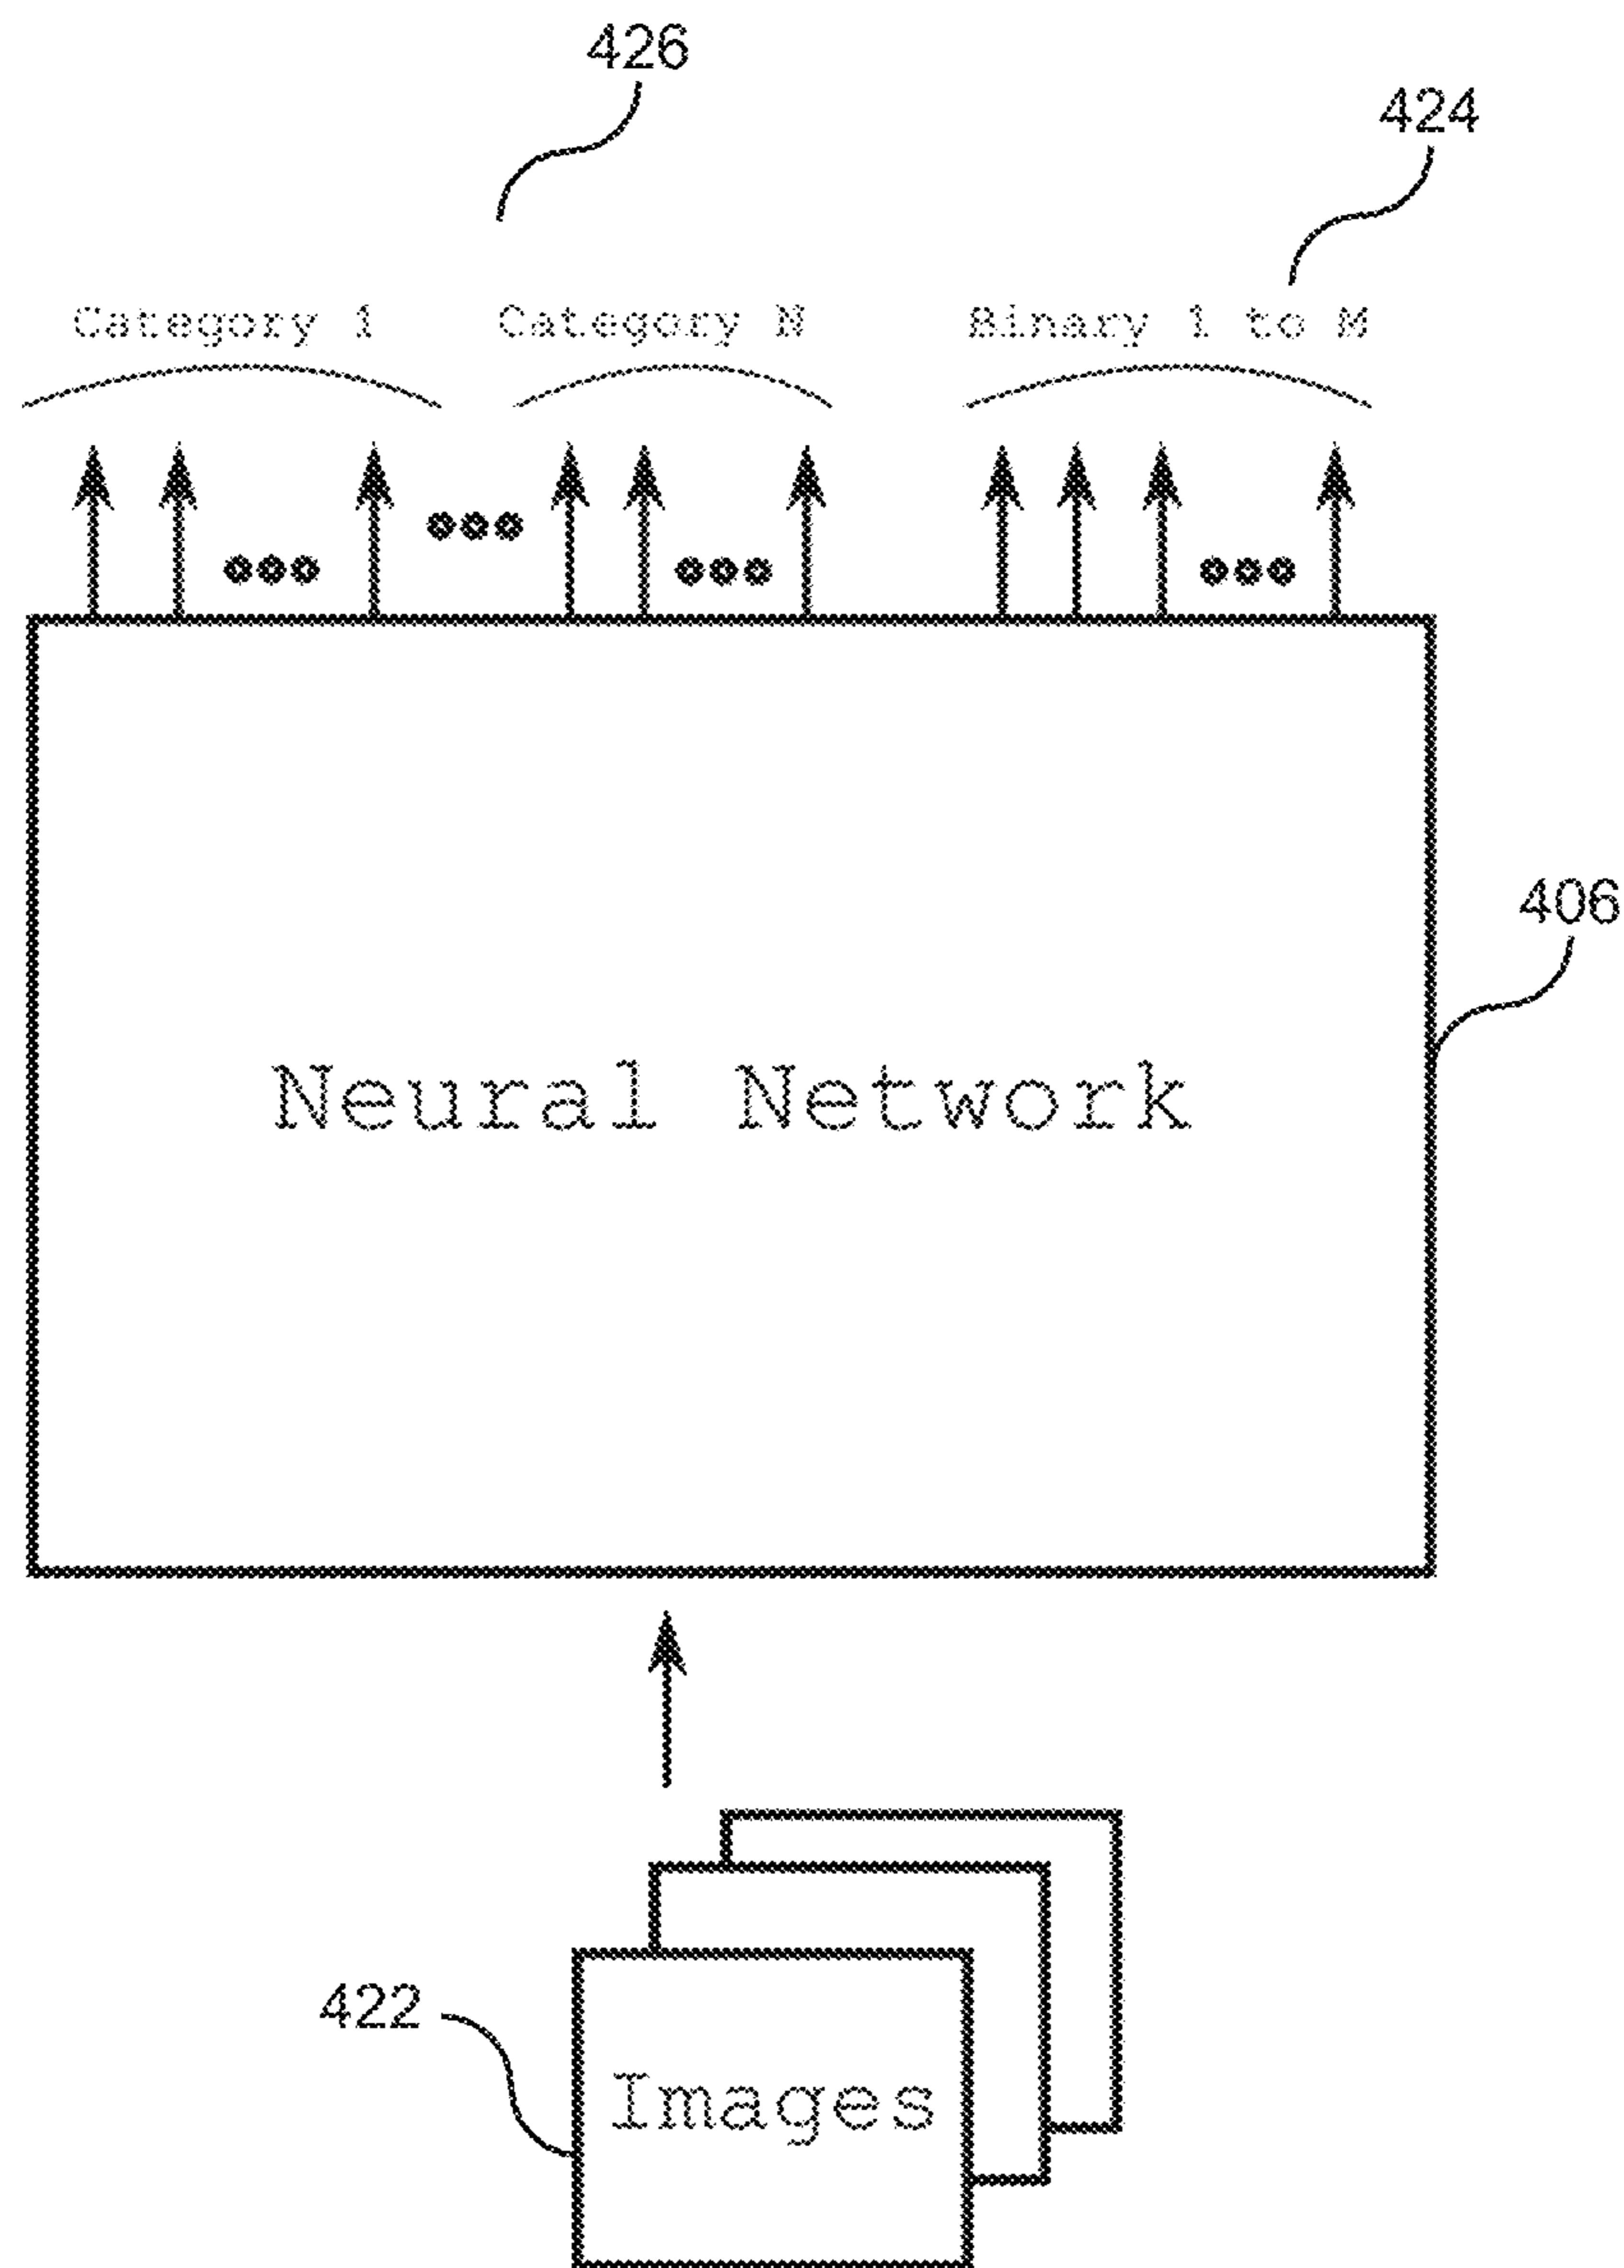 426
424
Category 1 Category N Binary 1 to M
406
Neural Network
422
Images